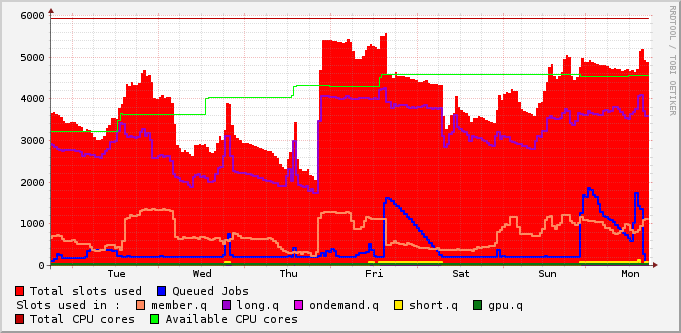 6000
5000
4000
3000
2000
1000
0
Tue Wed Thu Fri Sat Sun Mon
RRDTOOL / TOBI OETIKER
Total slots used Queued Jobs
Slots used in : member.q long.q ondemand.q short.q gpu.q
Total CPU cores Available CPU cores